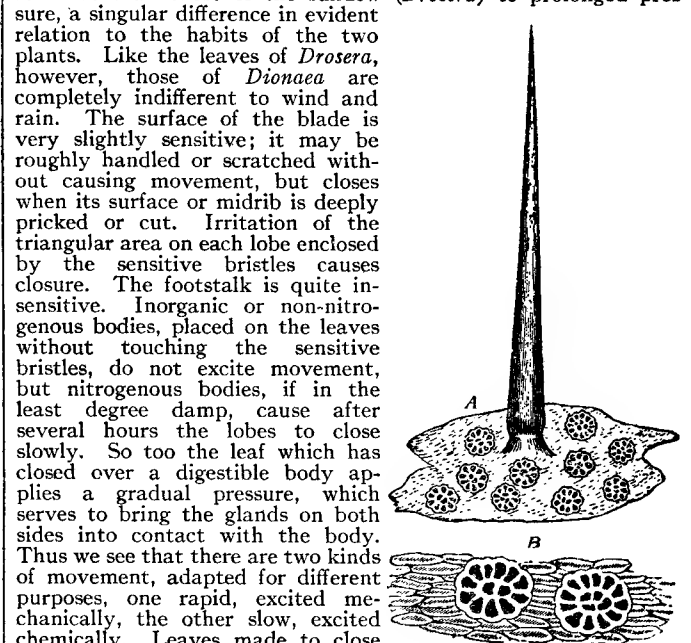 sure, a singular difference in evident
relation to the habits of the two
plants. Like the leaves of Drosera,
however, those of Dionaea are
completely indifferent to wind and
rain. The surface of the blade is
very slightly sensitive; it may be
roughly handled or scratched with-
out causing movement, but closes
when its surface or midrib is deeply
pricked or cut. Irritation of the
triangular area on each lobe enclosed
by the sensitive bristles causes
closure. The footstalk is quite in-
sensitive. Inorganic or non-nitro-
genous bodies, placed on the leaves
without touching the sensitive
bristles, do not excite movement,
but nitrogenous bodies, if in the
least degree damp, cause after
several hours the lobes to close
slowly. So too the leaf which has
closed over a digestible body ap-
plies a gradual pressure, which
serves to bring the glands on both
sides into contact with the body.
Thus we see that there are two kinds
of movement, adapted for different
purposes, one rapid, excited me-
chanically, the other slow, excited
chemically. Leaves made to close
to prolonged
A
B